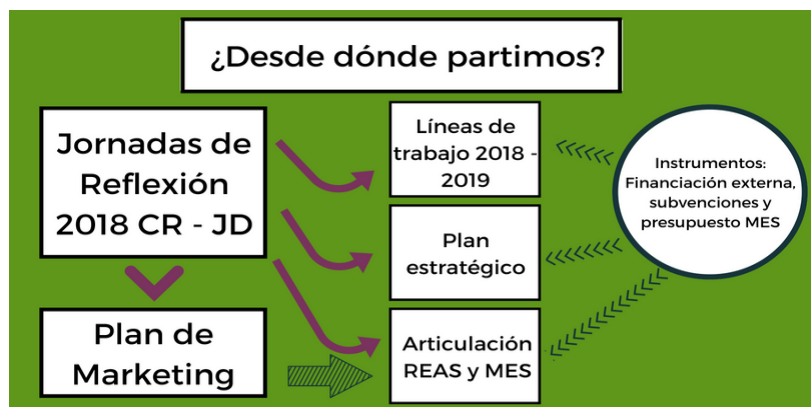 ¿Desde dónde partimos?
Jornadas de
Reflexión
2018 CR - JD
Plan de
Marketing
Líneas de
trabajo 2018 -
2019
Plan
estratégico
Articulación
REAS y MES
Instrumentos:
Financiación externa,
subvenciones y
presupuesto MES